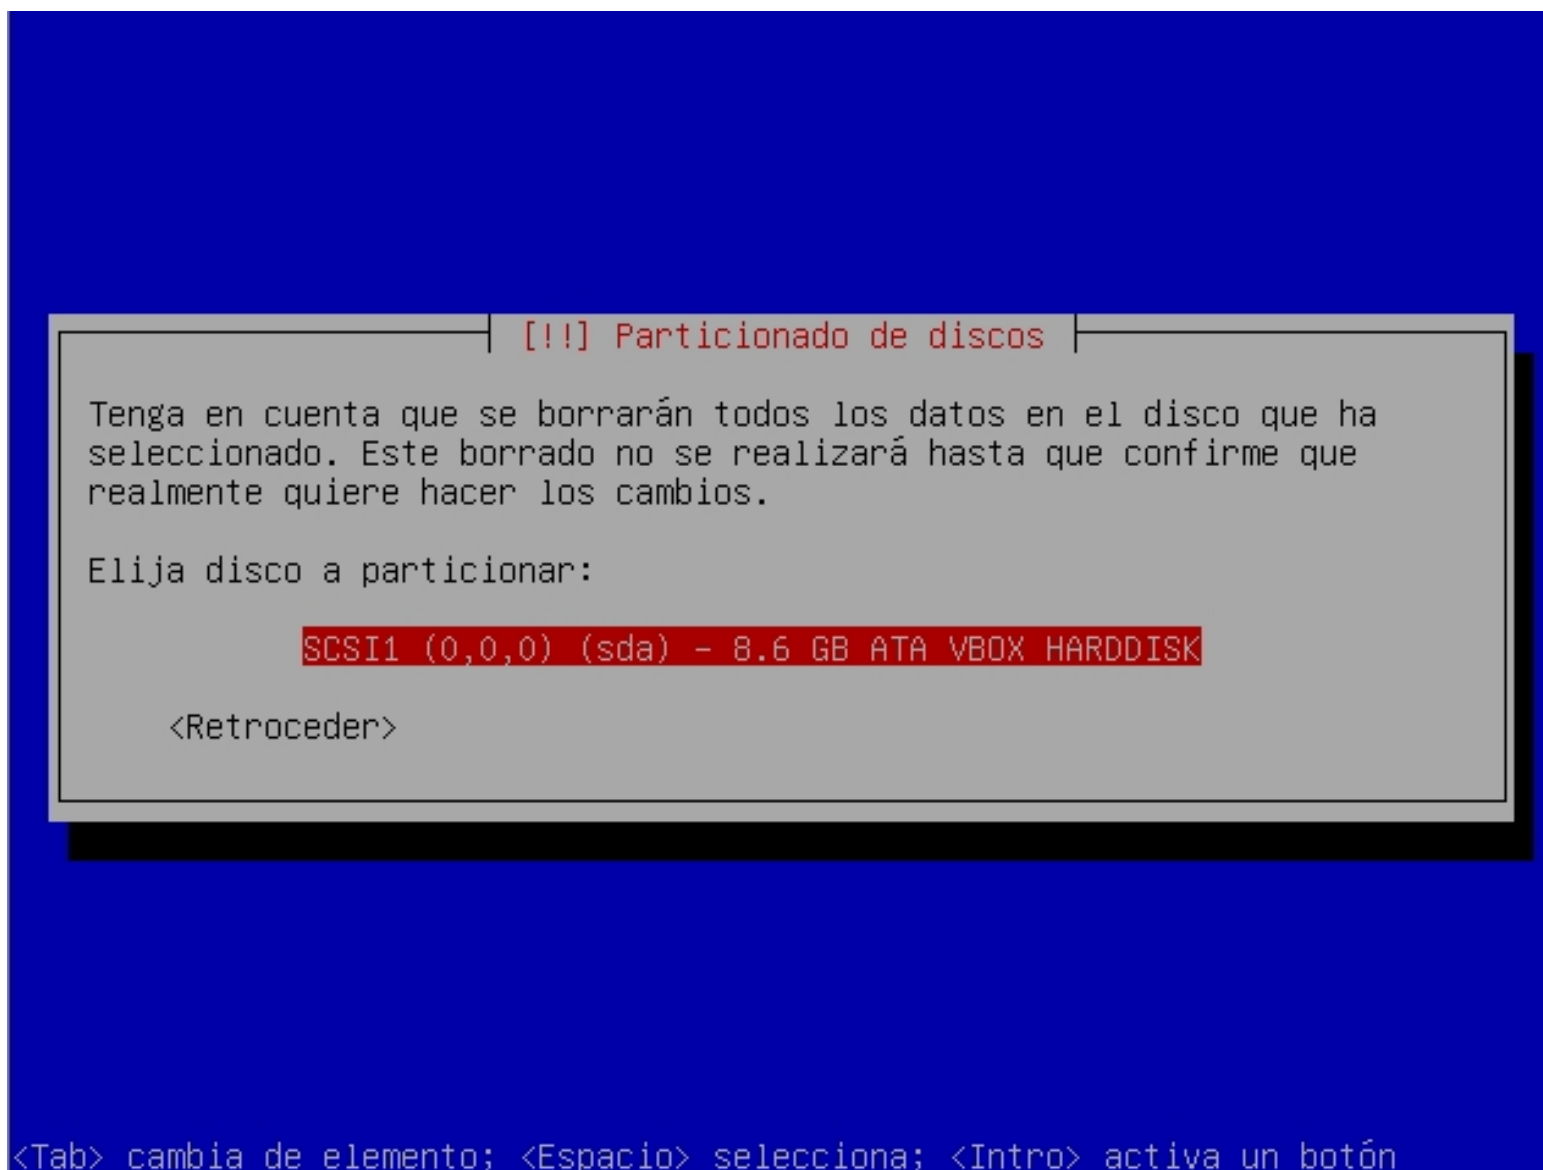 [!!] Particionado de discos
Tenga en cuenta que se borrarán todos los datos en el disco que ha
seleccionado. Este borrado no se realizará hasta que confirme que
realmente quiere hacer los cambios.
Elija disco a particionar:
SCSI1 (0,0,0) (sda) - 8.6 GB ATA VBOX HARDDISK
<Retroceder>
<Tab> cambia de elemento; <Espacio> selecciona; <Intro> activa un botón